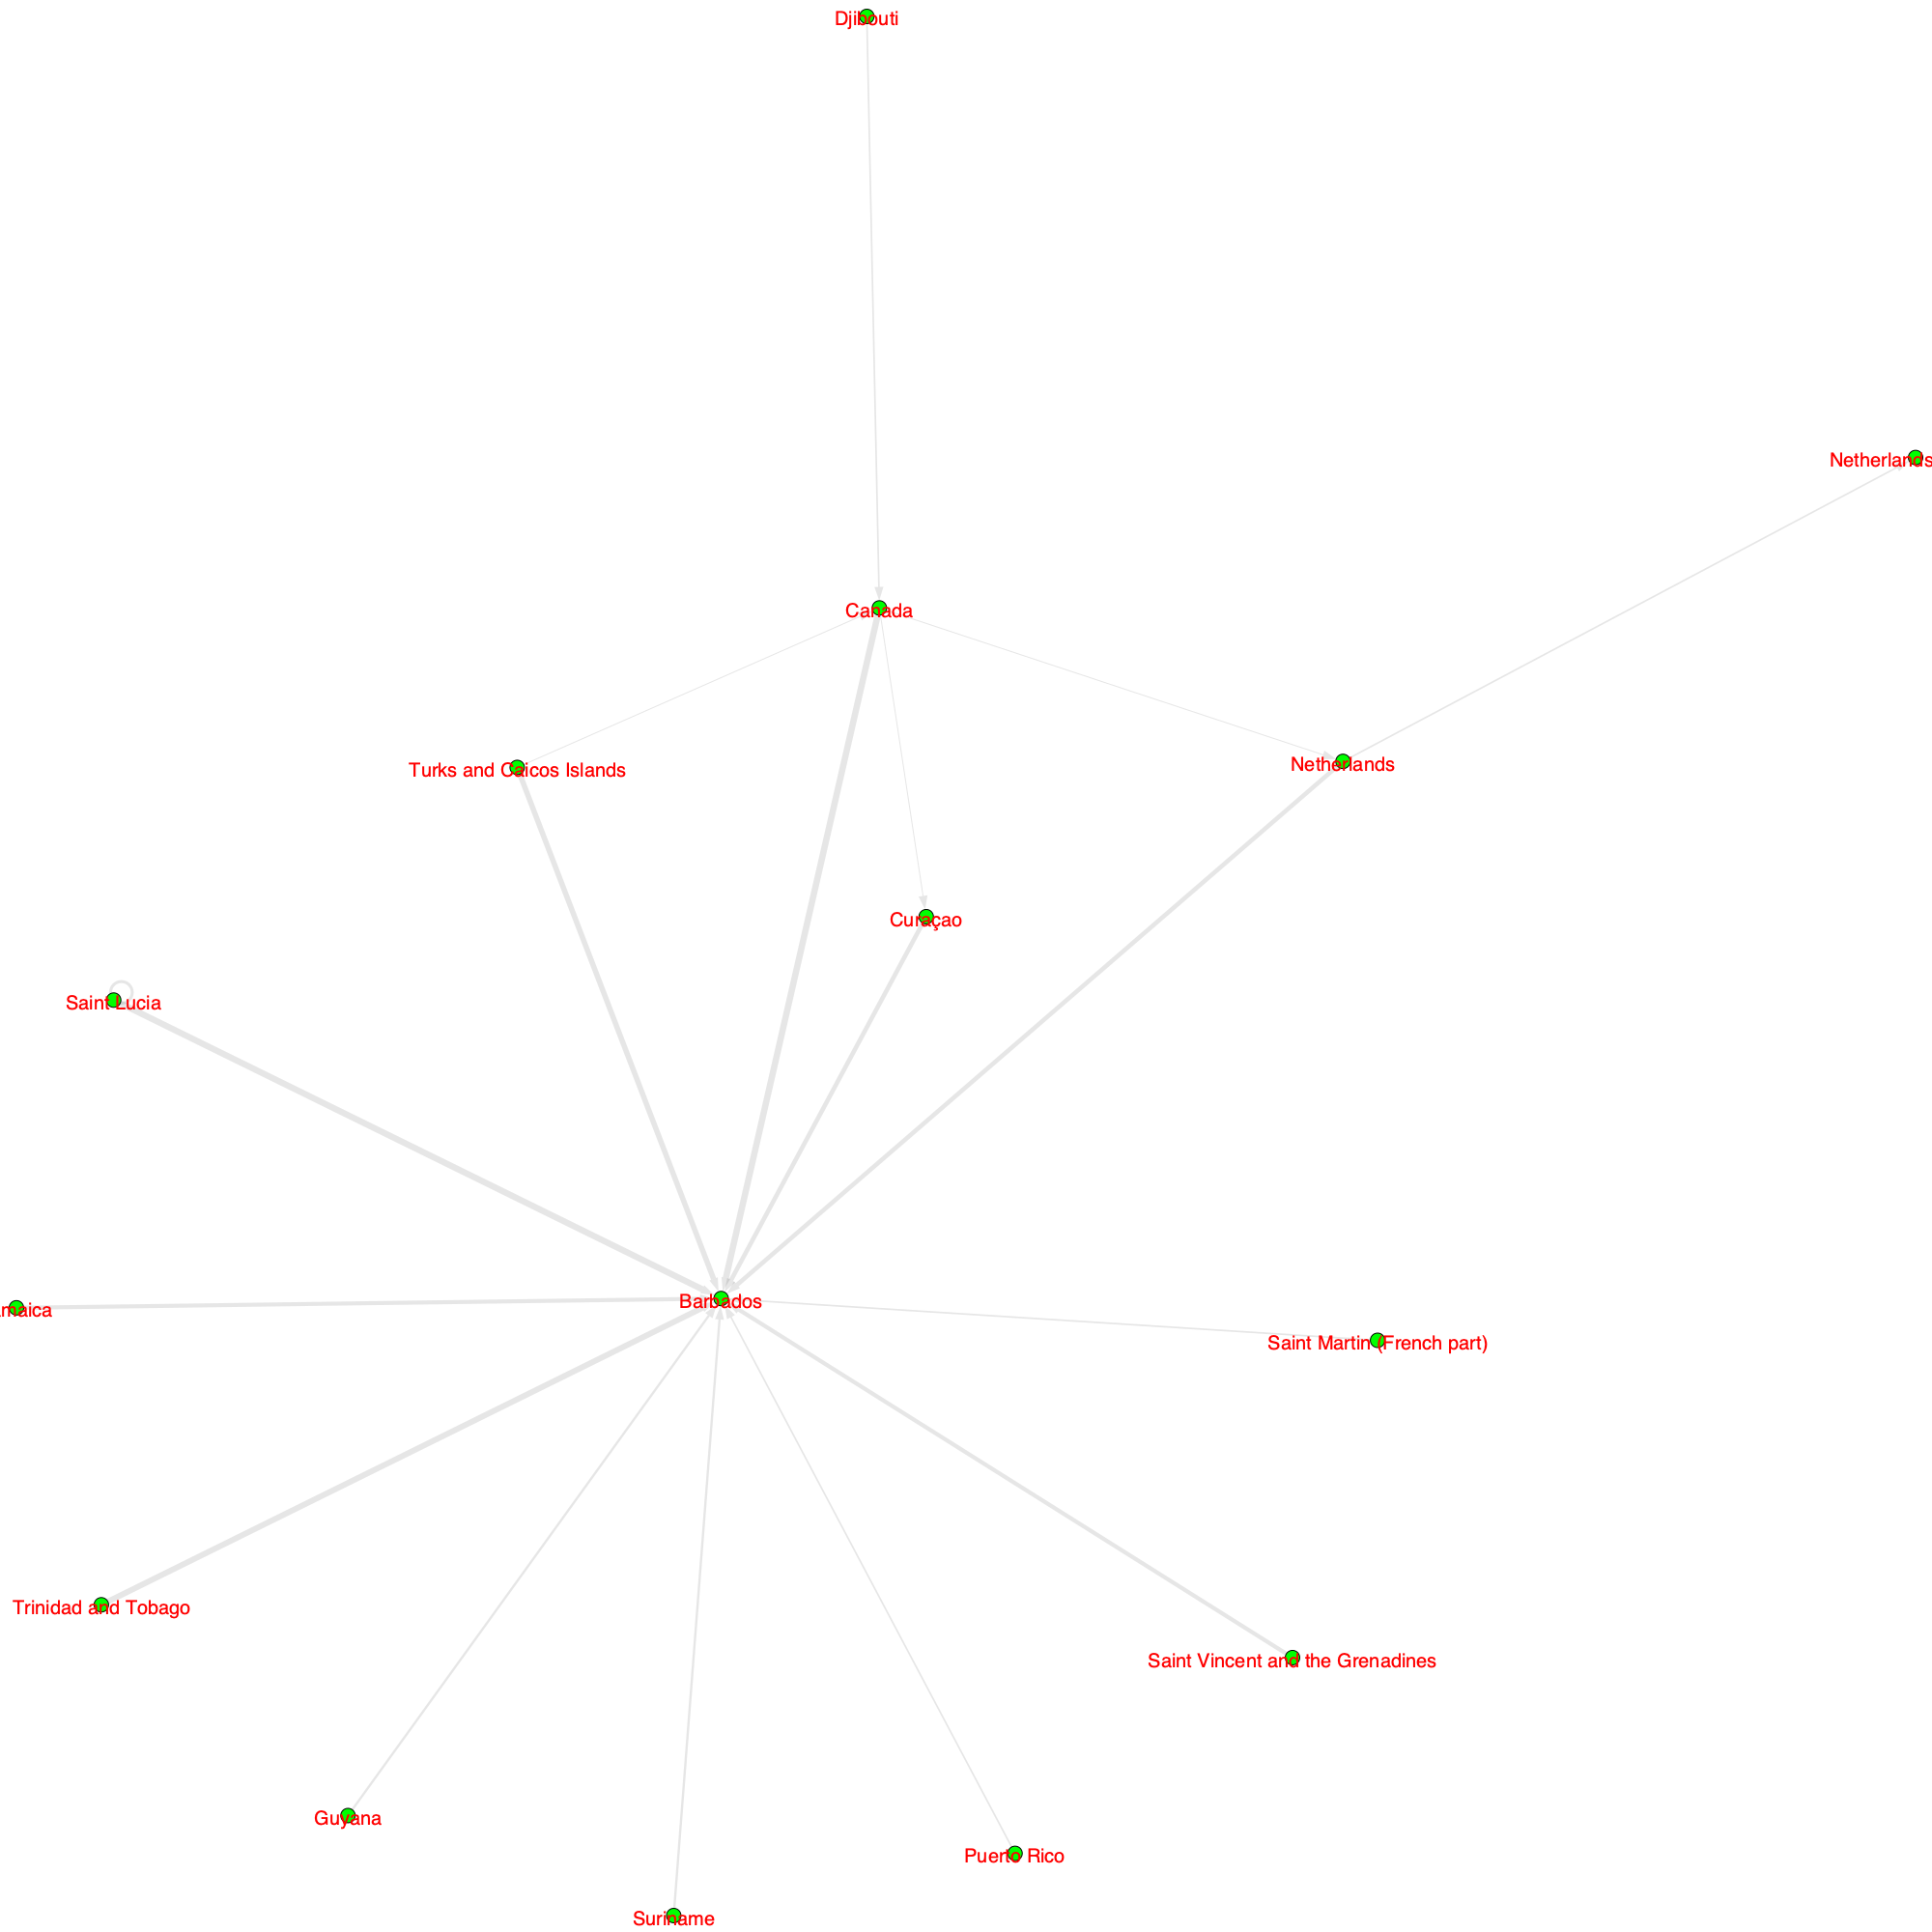 Djibouti
Netherlands
Canada
Netherlands
Turks and Caicos Islands
Curaçao
Saint Lucia
Barbados
maica
Saint Martin (French part)
Trinidad and Tobago
Saint Vincent and the Grenadines
Guyana
Puerto Rico
Suriname